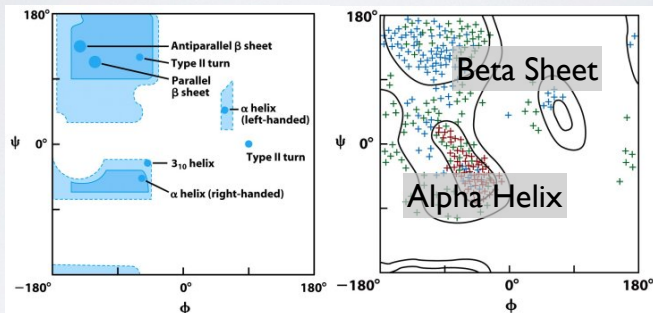 180°
Antiparallel β sheet
Type II turn
Parallel
β sheet
α helix
(left-handed)
ψ
0°
Type II turn
3₁₀ helix
α helix (right-handed)
-180°
0°
180°
ϕ
180°
Beta Sheet
ψ
0°
Alpha Helix
-180°
0°
180°
ϕ